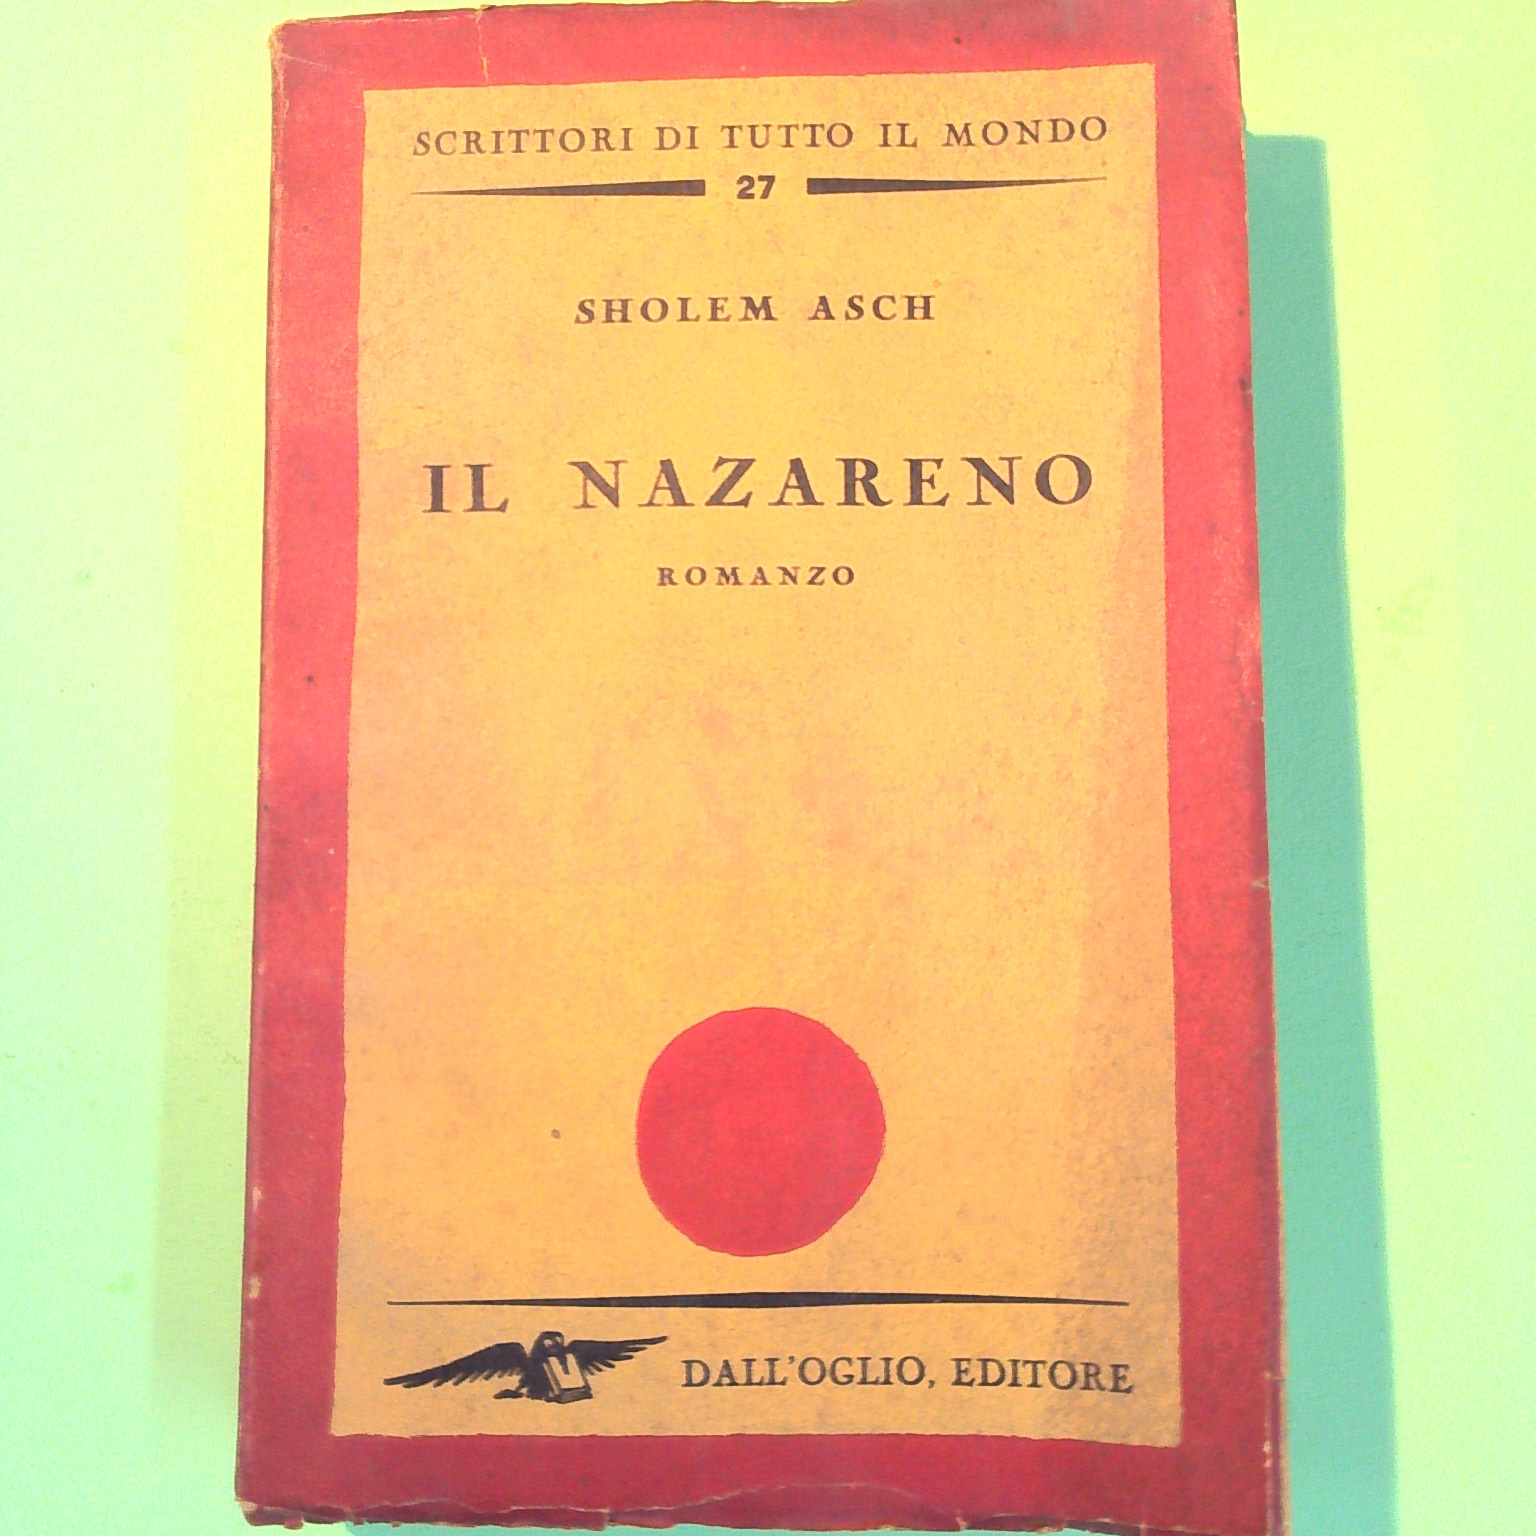 SCRITTORI DI TUTTO IL MONDO
27
SHOLEM ASCH
IL NAZARENO
ROMANZO
DALL'OGLIO, EDITORE